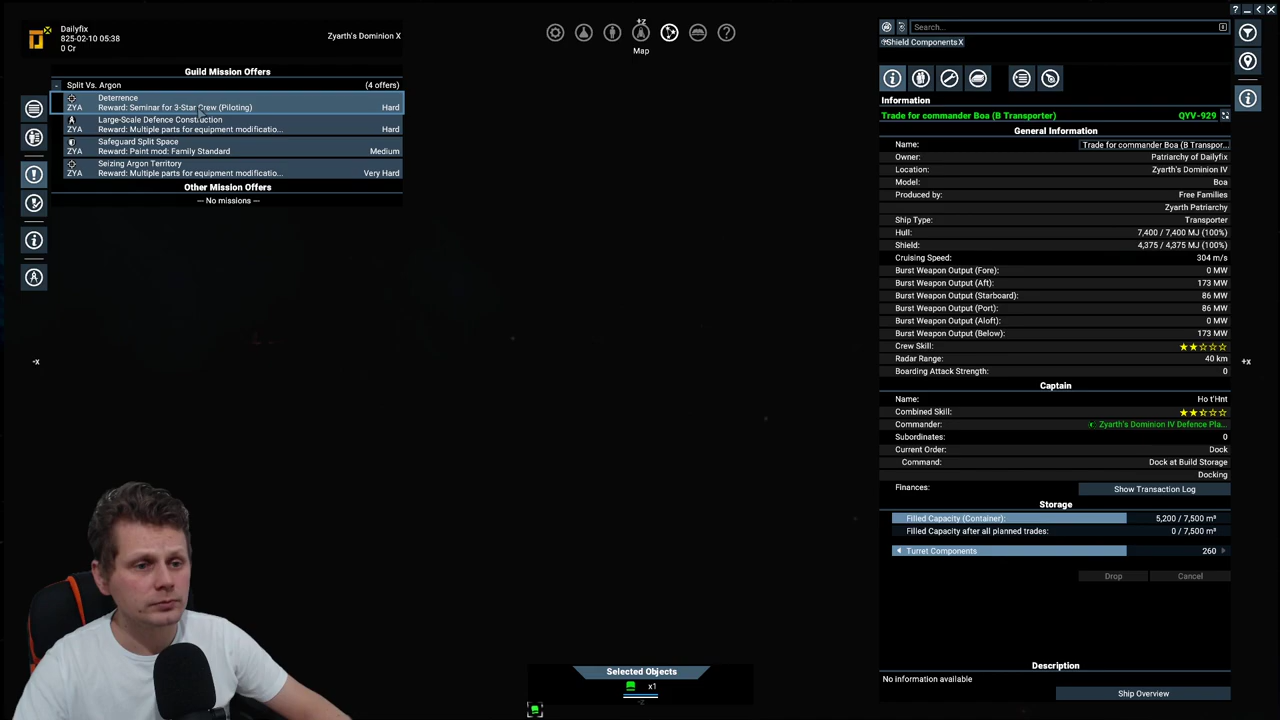 Dailyfix
825-02-10 05:38
0 Cr
Zyarth's Dominion X
Guild Mission Offers
- Split Vs. Argon (4 offers)
Deterrence
ZYA Reward: Seminar for 3-Star Crew (Piloting) Hard
Large-Scale Defence Construction
ZYA Reward: Multiple parts for equipment modificatio... Hard
Safeguard Split Space
ZYA Reward: Paint mod: Family Standard Medium
Seizing Argon Territory
ZYA Reward: Multiple parts for equipment modificatio... Very Hard
Other Mission Offers
--- No missions ---
+z
Map
-x
+x
Selected Objects
x1
-z
Search...
Shield Components X
Information
Trade for commander Boa (B Transporter) QYV-929
General Information
Name: Trade for commander Boa (B Transpor...
Owner: Patriarchy of Dailyfix
Location: Zyarth's Dominion IV
Model: Boa
Produced by: Free Families
Zyarth Patriarchy
Ship Type: Transporter
Hull: 7,400 / 7,400 MJ (100%)
Shield: 4,375 / 4,375 MJ (100%)
Cruising Speed: 304 m/s
Burst Weapon Output (Fore): 0 MW
Burst Weapon Output (Aft): 173 MW
Burst Weapon Output (Starboard): 86 MW
Burst Weapon Output (Port): 86 MW
Burst Weapon Output (Aloft): 0 MW
Burst Weapon Output (Below): 173 MW
Crew Skill:
Radar Range: 40 km
Boarding Attack Strength: 0
Captain
Name: Ho t'Hnt
Combined Skill:
Commander: Zyarth's Dominion IV Defence Pla...
Subordinates: 0
Current Order: Dock
Command: Dock at Build Storage
Docking
Finances: Show Transaction Log
Storage
Filled Capacity (Container): 5,200 / 7,500 m³
Filled Capacity after all planned trades: 0 / 7,500 m³
Turret Components 260
Drop Cancel
Description
No information available
Ship Overview